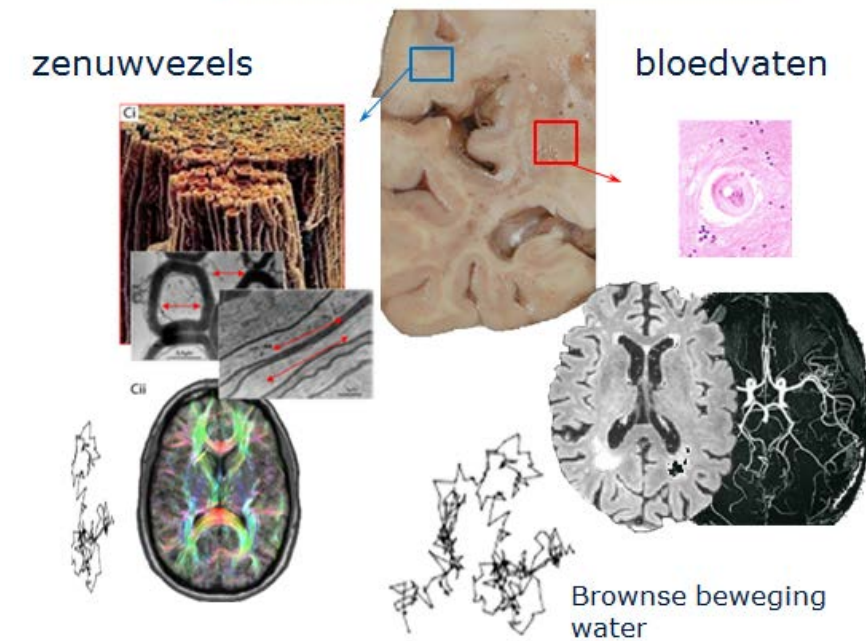 zenuwvezels
bloedvaten
Ci
Cii
Brownse beweging
water